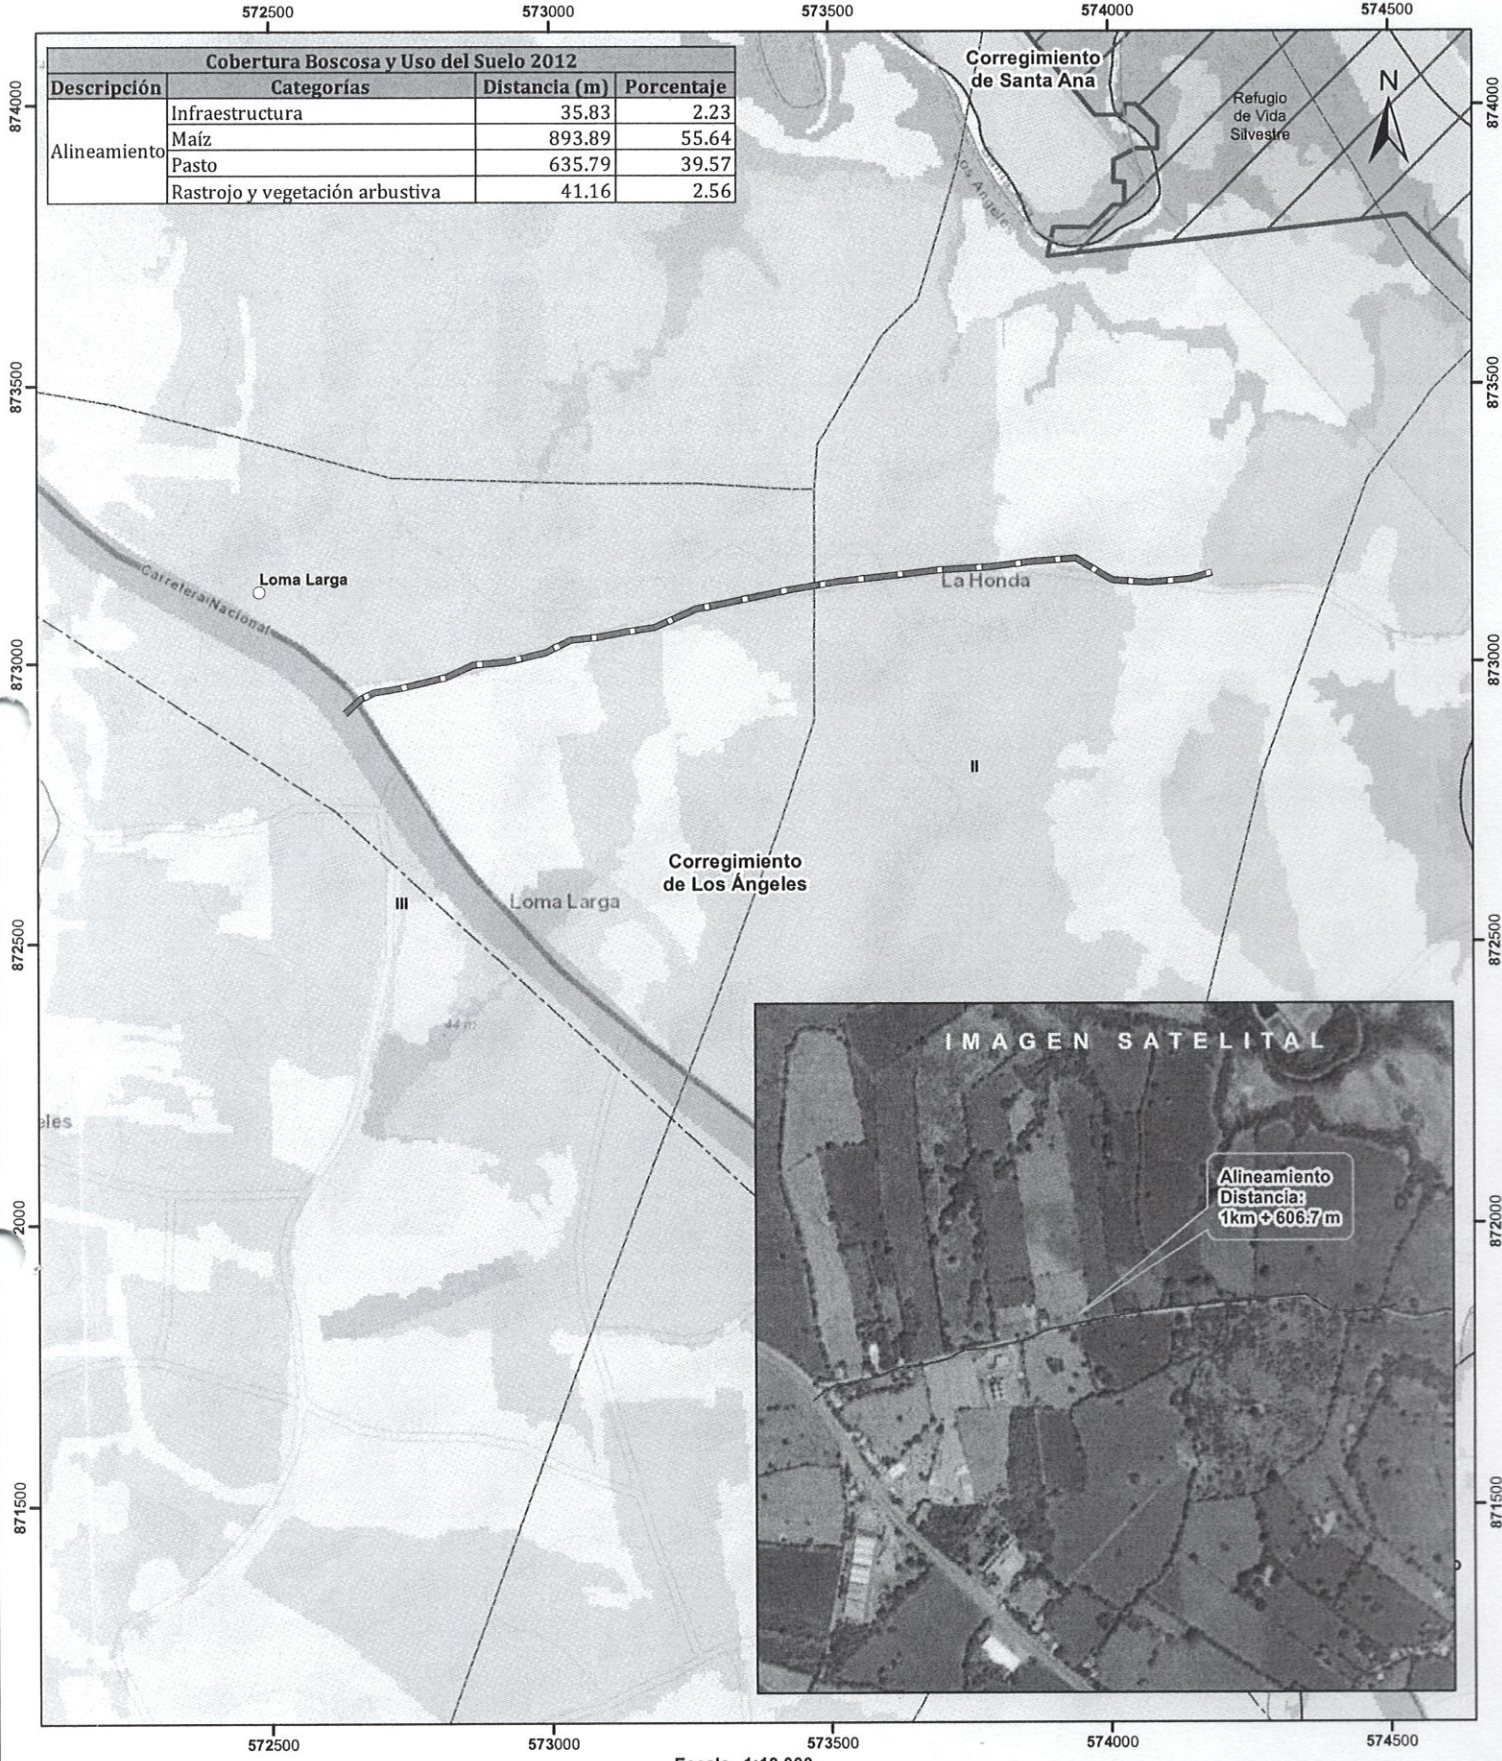 572500 573000 573500 574000 574500
Cobertura Boscosa y Uso del Suelo 2012
Descripción Categorías Distancia (m) Porcentaje
Alineamiento
Infraestructura 35.83 2.23
Maíz 893.89 55.64
Pasto 635.79 39.57
Rastrojo y vegetación arbustiva 41.16 2.56
Corregimiento
de Santa Ana
Refugio
de Vida
Silvestre
N
874000
874000
Los Ángeles
873500
873500
Carretera Nacional
Loma Larga
La Honda
873000
873000
II
Corregimiento
de Los Ángeles
III
Loma Larga
872500
872500
44 m
eles
IMAGEN SATELITAL
Alineamiento
Distancia:
1km + 606.7 m
872000
872000
871500
871500
572500 573000 573500 574000 574500